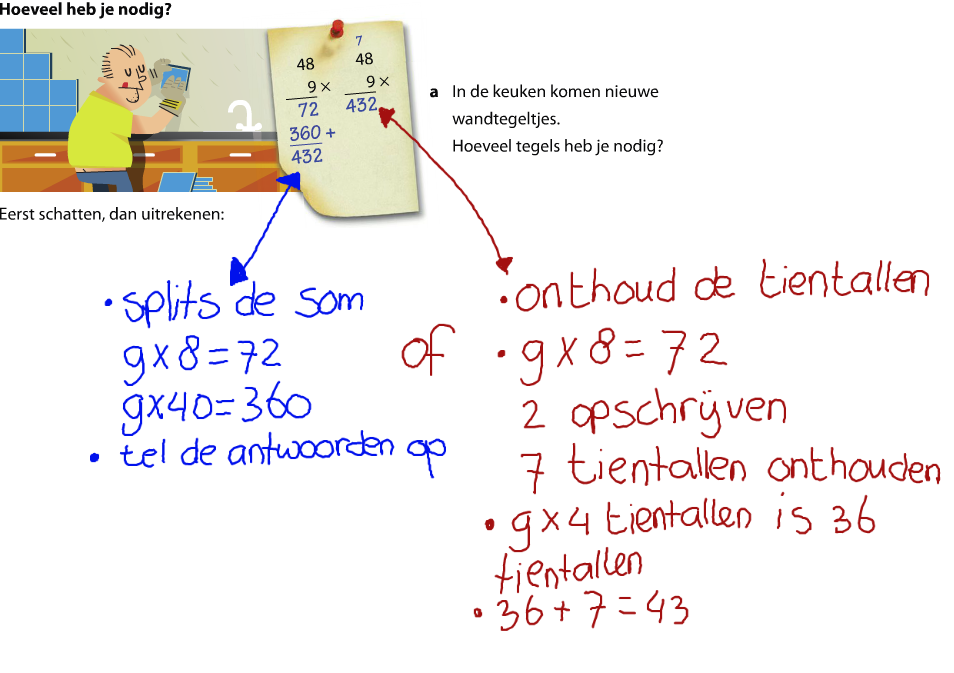 Hoeveel heb je nodig?
48
9 ×
72
360 +
432
7
48
9 ×
432
a In de keuken komen nieuwe
wandtegeltjes.
Hoeveel tegels heb je nodig?
Eerst schatten, dan uitrekenen:
• splits de som
9 x 8 = 72
9x40=360
• tel de antwoorden op
of
• onthoud de tientallen
• 9 x 8 = 72
2 opschrijven
7 tientallen onthouden
• 9 x 4 tientallen is 36
tientallen
• 36 + 7 = 43